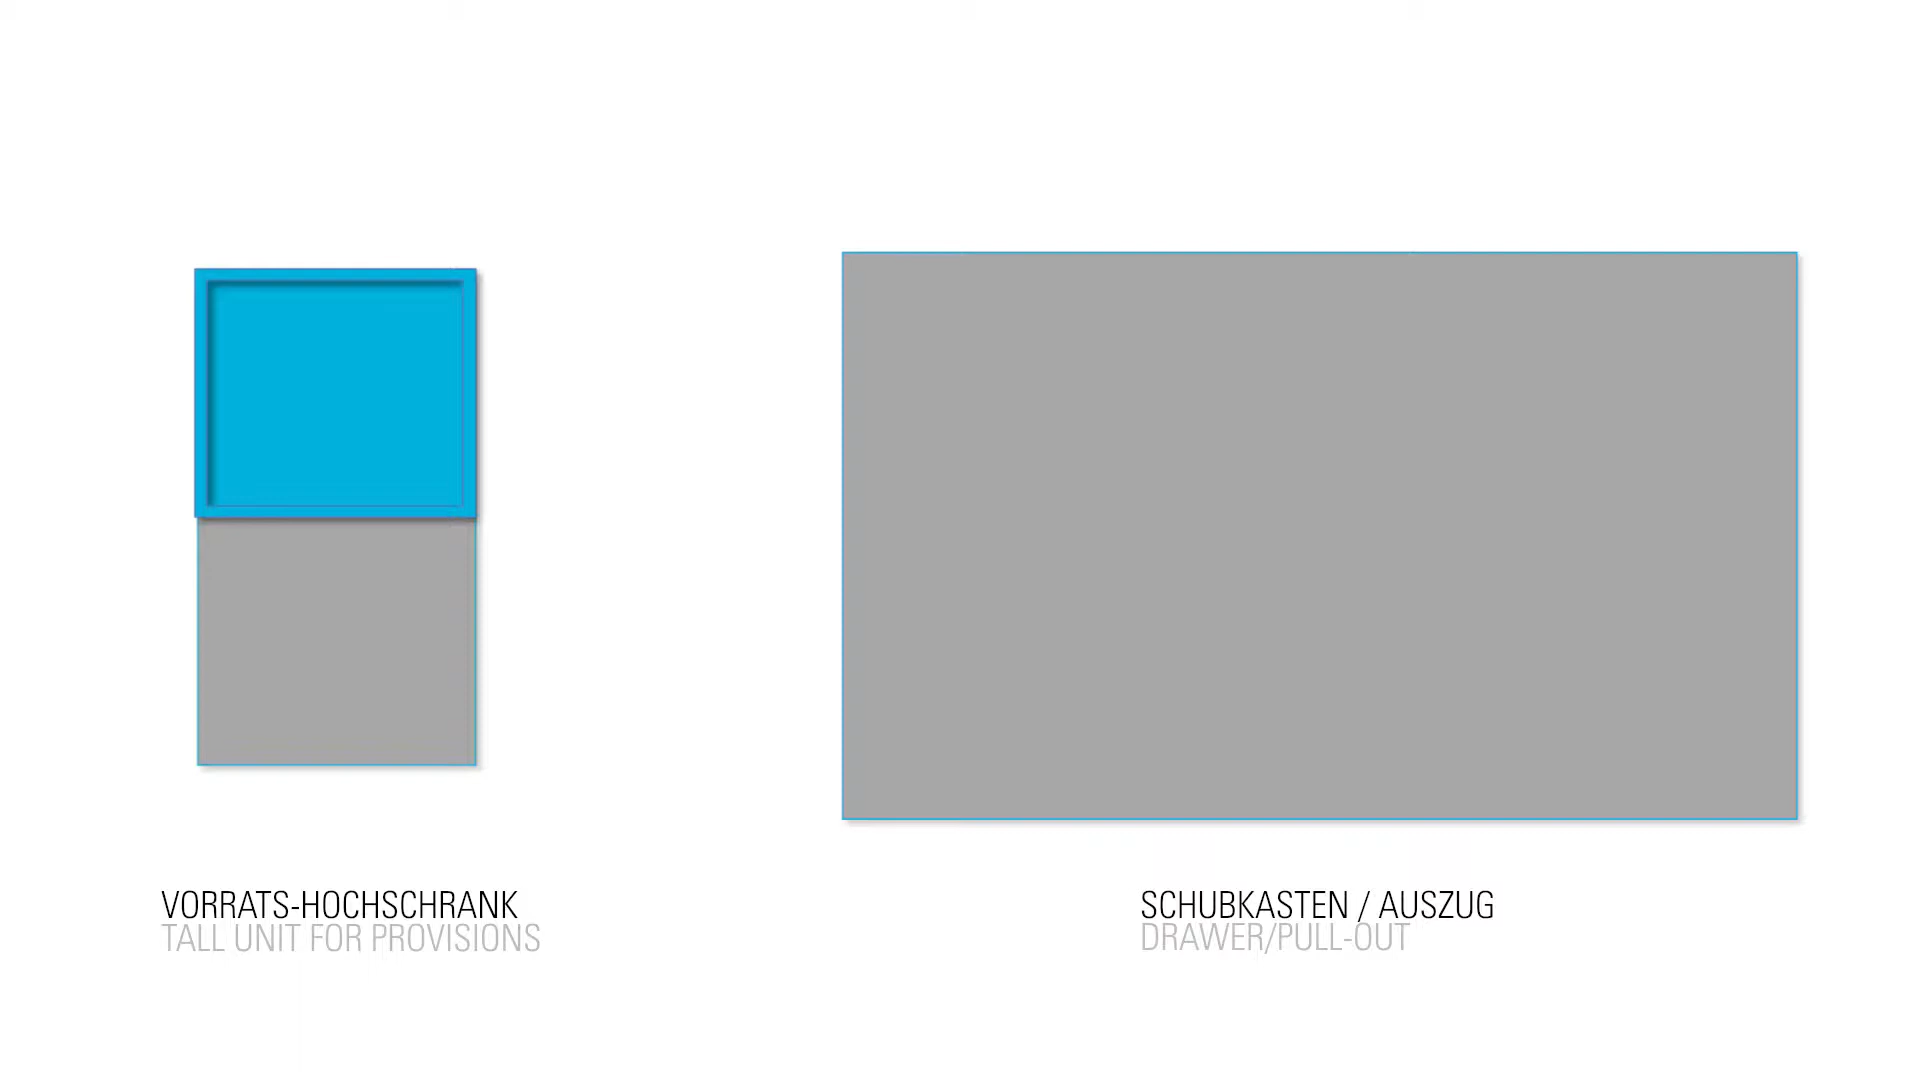 VORRATS-HOCHSCHRANK
TALL UNIT FOR PROVISIONS
SCHUBKASTEN / AUSZUG
DRAWER/PULL-OUT